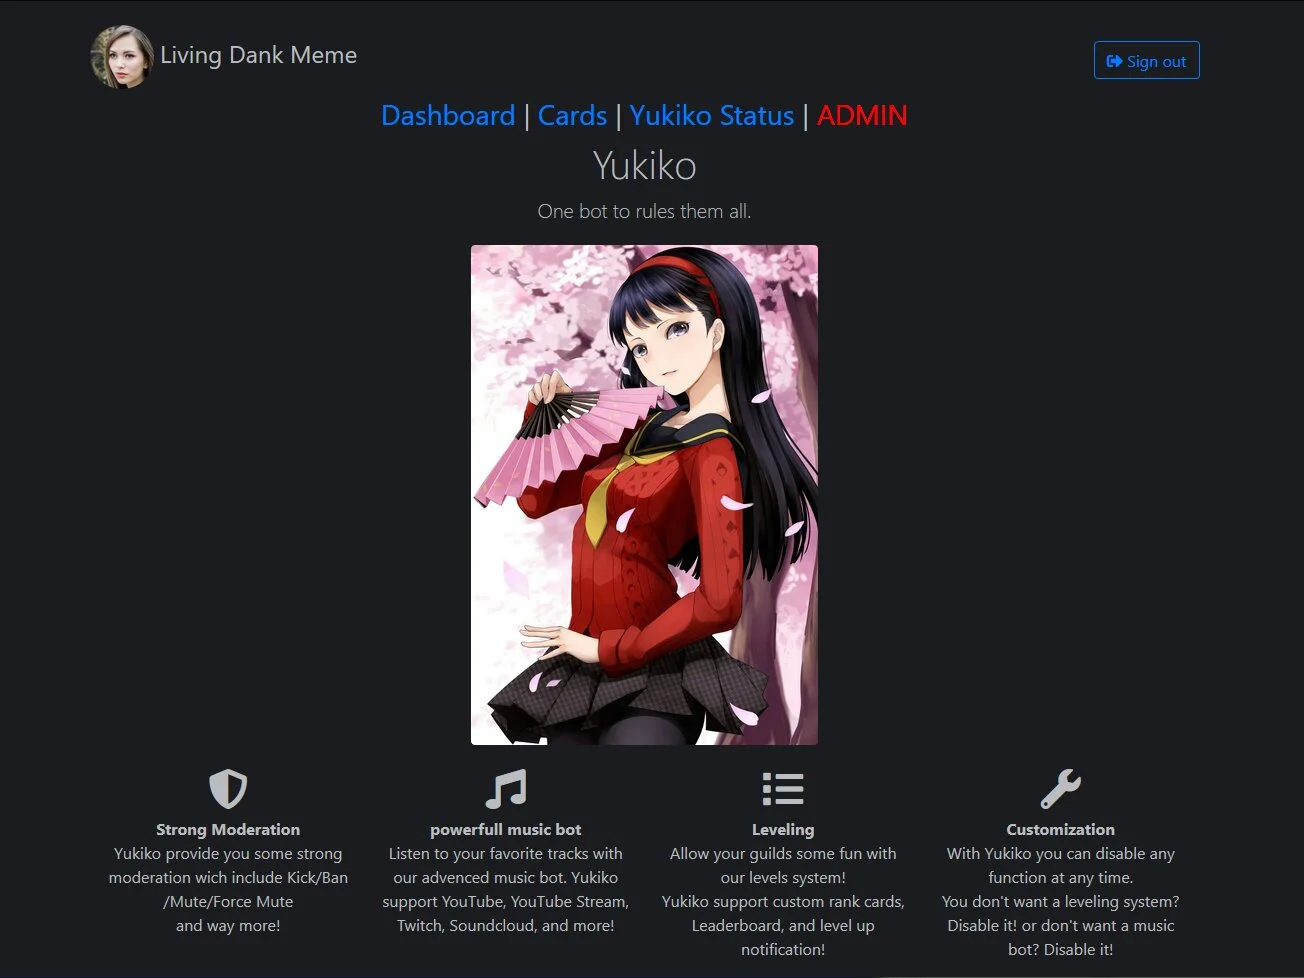 Living Dank Meme
Sign out
Dashboard | Cards | Yukiko Status | ADMIN
Yukiko
One bot to rules them all.
Strong Moderation
Yukiko provide you some strong
moderation wich include Kick/Ban
/Mute/Force Mute
and way more!
powerfull music bot
Listen to your favorite tracks with
our advenced music bot. Yukiko
support YouTube, YouTube Stream,
Twitch, Soundcloud, and more!
Leveling
Allow your guilds some fun with
our levels system!
Yukiko support custom rank cards,
Leaderboard, and level up
notification!
Customization
With Yukiko you can disable any
function at any time.
You don't want a leveling system?
Disable it! or don't want a music
bot? Disable it!